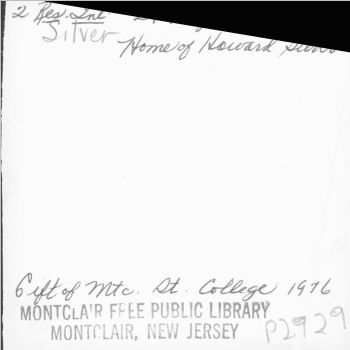 2 Res. Int.
Silver
Home of Howard
Gift of Mtc. St. College 1976
MONTCLAIR FREE PUBLIC LIBRARY
MONTCLAIR, NEW JERSEY
P2929